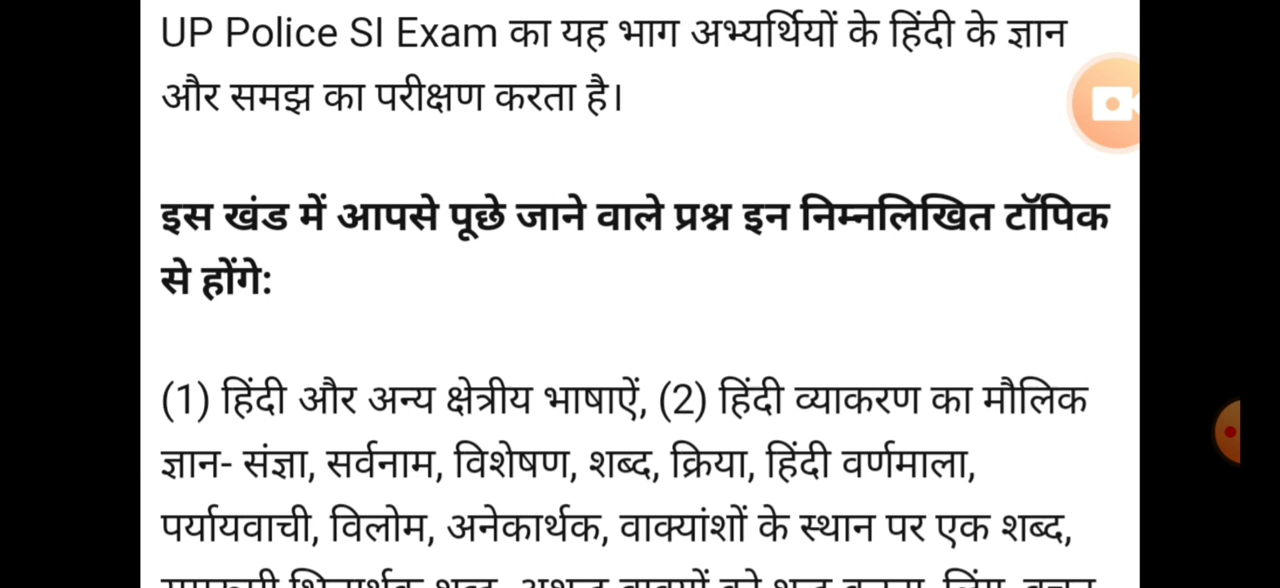 UP Police SI Exam का यह भाग अभ्यर्थियों के हिंदी के ज्ञान
और समझ का परीक्षण करता है।
इस खंड में आपसे पूछे जाने वाले प्रश्न इन निम्नलिखित टॉपिक
से होंगे:
(1) हिंदी और अन्य क्षेत्रीय भाषाऐं, (2) हिंदी व्याकरण का मौलिक
ज्ञान- संज्ञा, सर्वनाम, विशेषण, शब्द, क्रिया, हिंदी वर्णमाला,
पर्यायवाची, विलोम, अनेकार्थक, वाक्यांशों के स्थान पर एक शब्द,